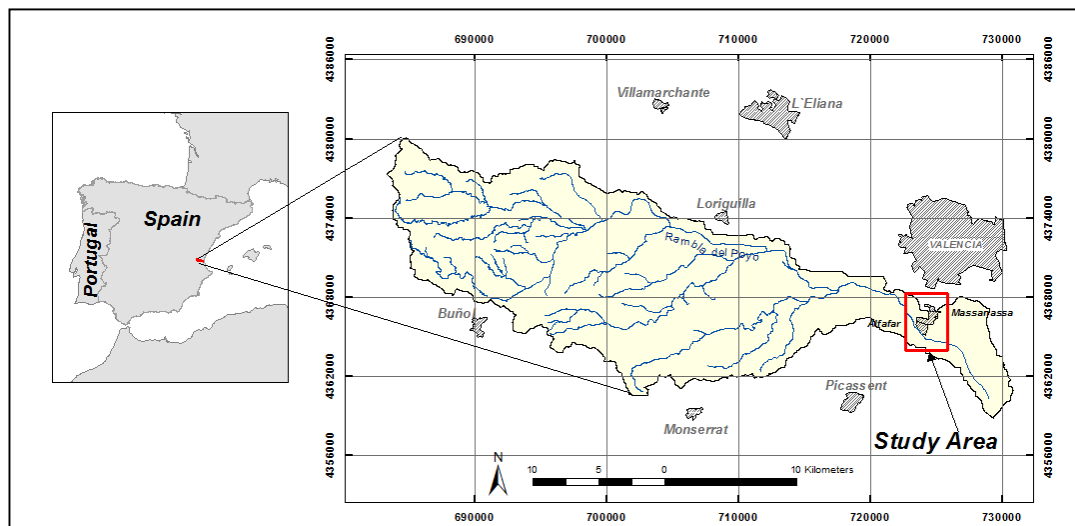 690000 700000 710000 720000 730000
4386000
4380000
4374000
4368000
4362000
4356000
Spain
Portugal
Villamarchante
L`Eliana
Loriguilla
Rambla del Poyo
VALENCIA
Buñol
Alfafar
Massanassa
Picassent
Monserrat
Study Area
N
10 5 0 10 Kilometers
4386000
4380000
4374000
4368000
4362000
4356000
690000 700000 710000 720000 730000